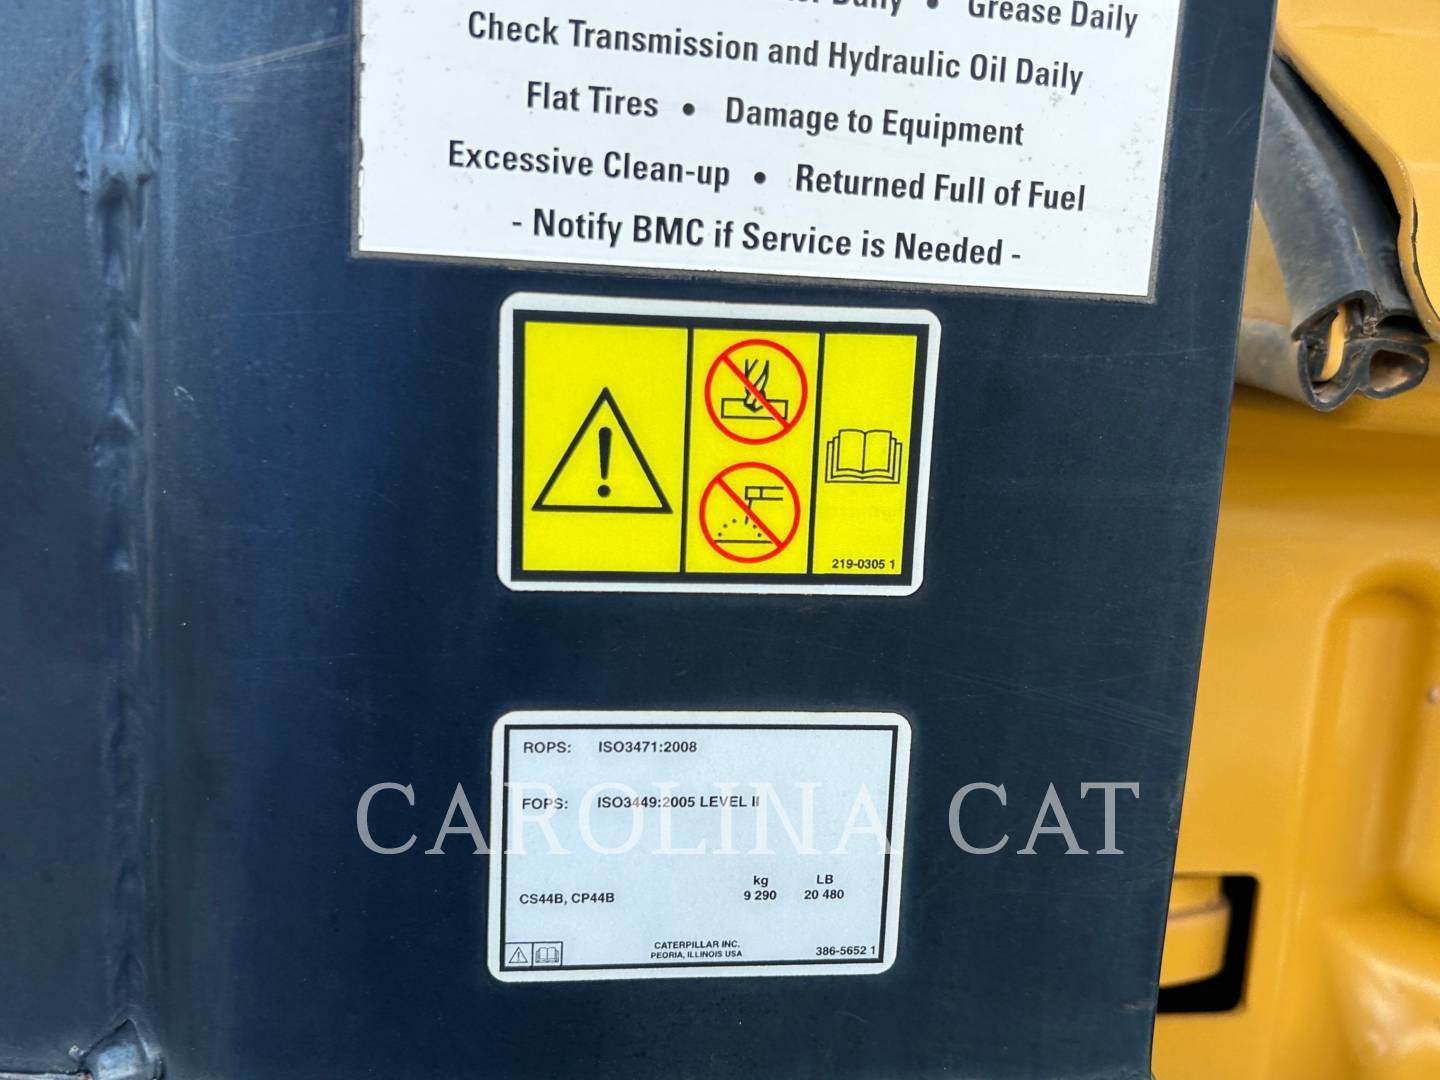 Daily • Grease Daily
Check Transmission and Hydraulic Oil Daily
Flat Tires • Damage to Equipment
Excessive Clean-up • Returned Full of Fuel
- Notify BMC if Service is Needed -
219-0305 1
ROPS: ISO3471:2008
FOPS: ISO3449:2005 LEVEL II
CAROLINA CAT
kg LB
CS44B, CP44B 9 290 20 480
CATERPILLAR INC.
PEORIA, ILLINOIS USA
386-5652 1